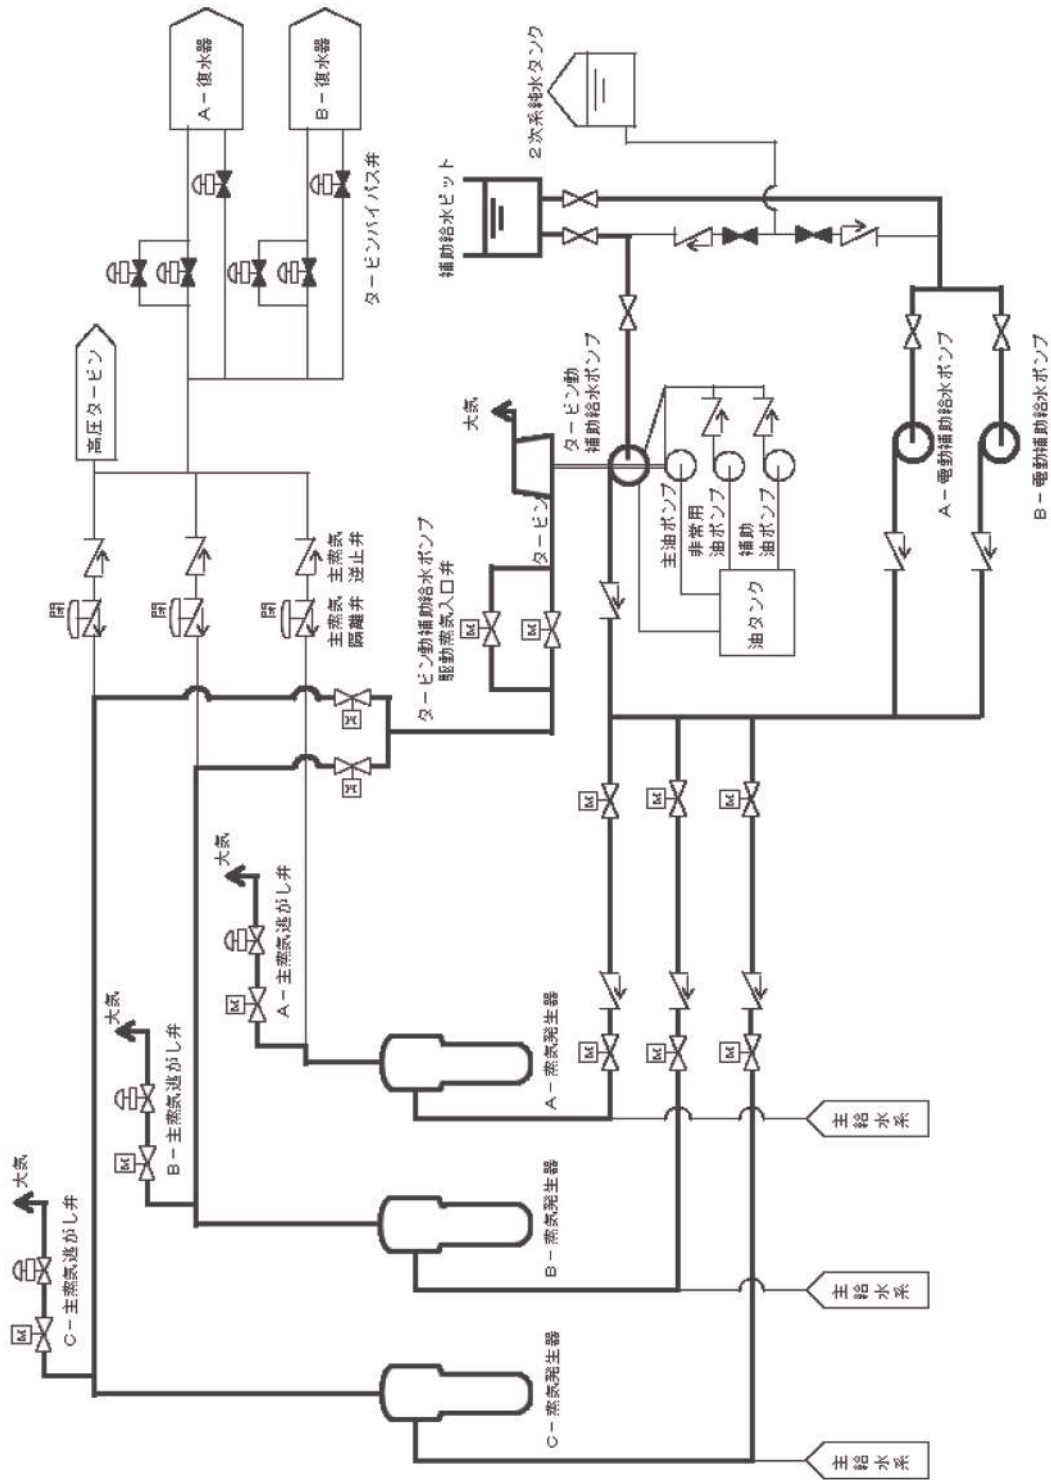 A－復水器
B－復水器
タービンバイパス弁
高圧タービン
2次系純水タンク
補助給水ピット
大気
タービン動
補助給水ポンプ
タービン
タービン動補助給水ポンプ
駆動蒸気入口弁
主蒸気
逆止弁
主蒸気
隔離弁
閉
閉
閉
主油ポンプ
非常用
油ポンプ
補助
油ポンプ
油タンク
A－電動補助給水ポンプ
B－電動補助給水ポンプ
M
M
M
M
M
M
M
大気
M
A－主蒸気逃がし弁
大気
M
B－主蒸気逃がし弁
大気
M
C－主蒸気逃がし弁
M
M
M
A－蒸気発生器
B－蒸気発生器
C－蒸気発生器
主給水系
主給水系
主給水系